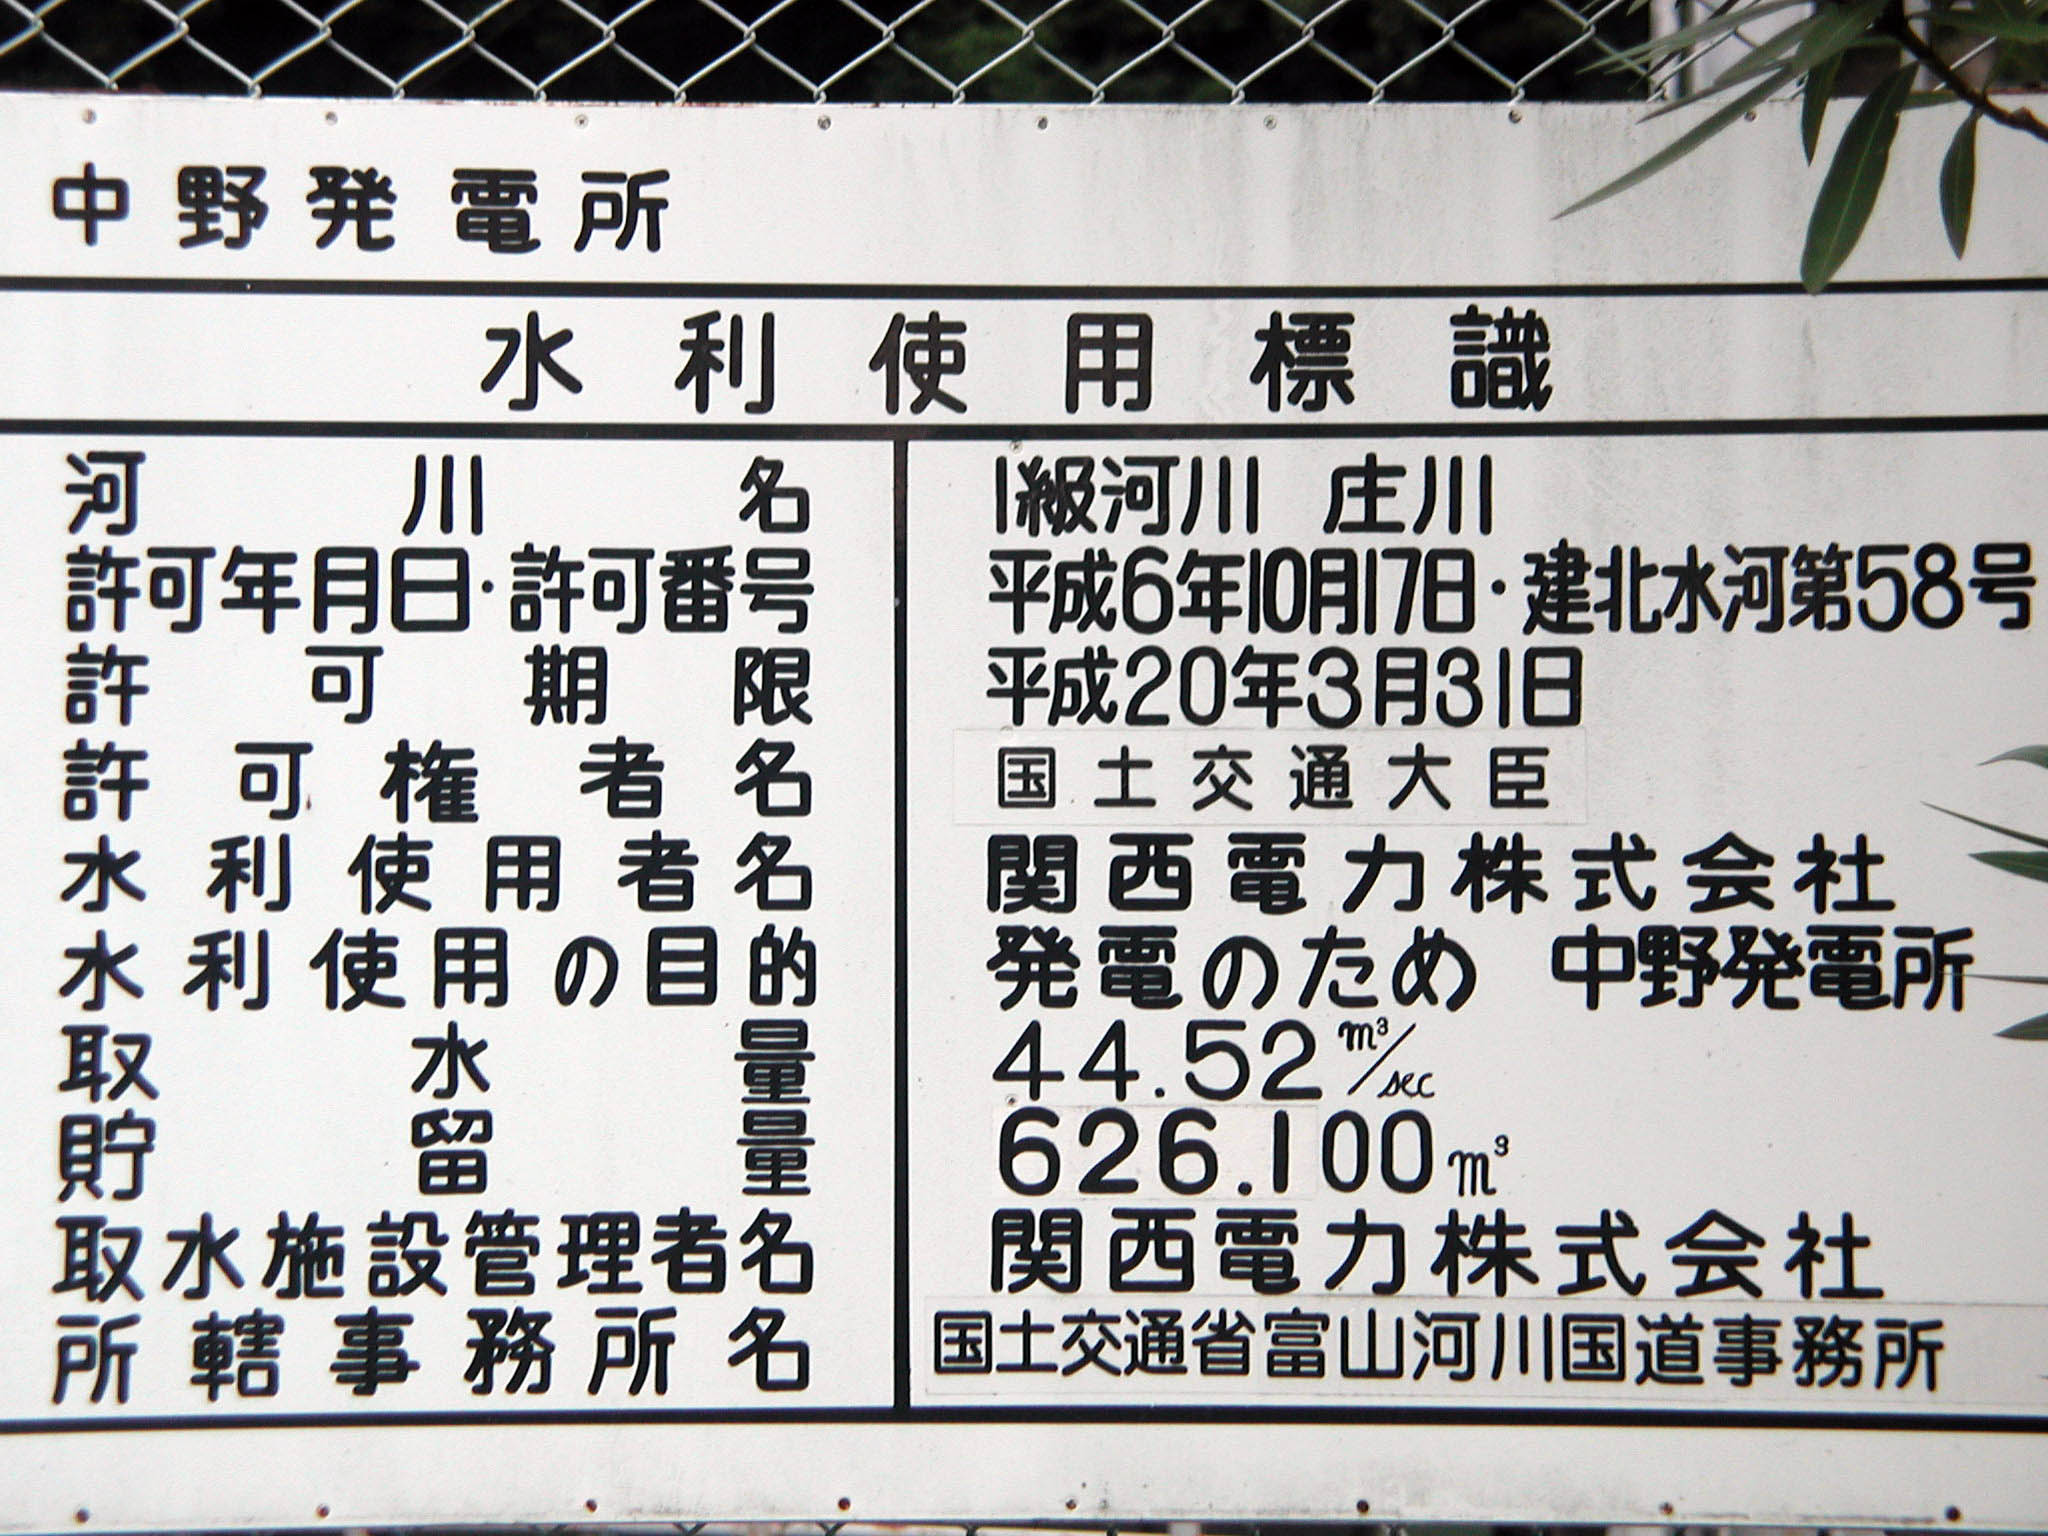 中野発電所
水利使用標識
河川名 1級河川 庄川
許可年月日・許可番号 平成6年10月17日・建北水河第58号
許可期限 平成20年3月31日
許可権者名 国土交通大臣
水利使用者名 関西電力株式会社
水利使用の目的 発電のため 中野発電所
取水量 44.52m³/sec
貯留量 626.100m³
取水施設管理者名 関西電力株式会社
所轄事務所名 国土交通省富山河川国道事務所